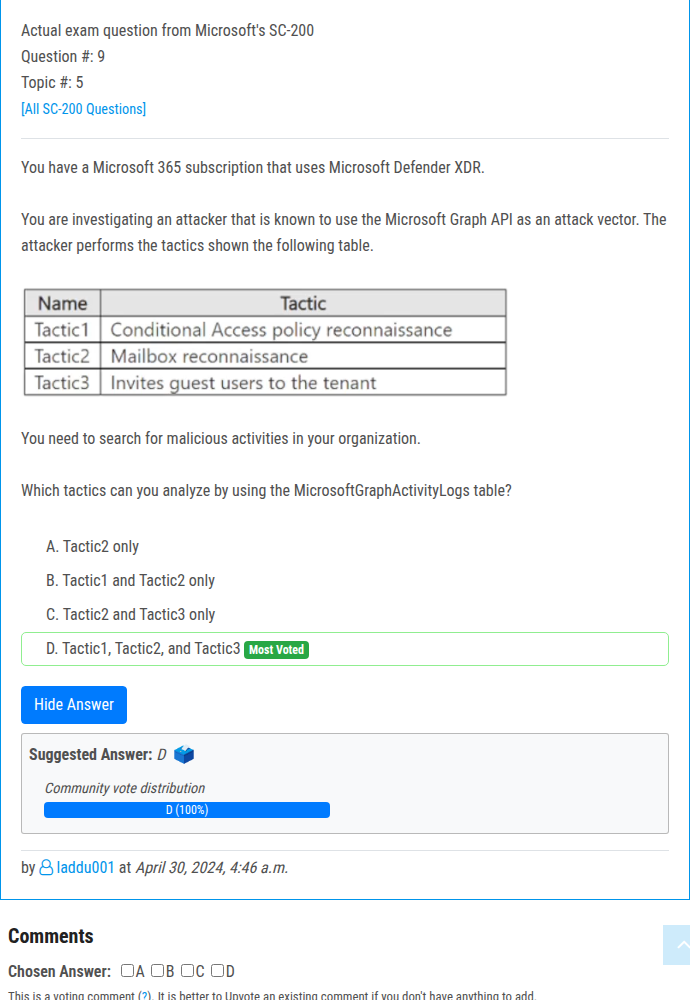 Actual exam question from Microsoft's SC-200
Question #: 9
Topic #: 5
[All SC-200 Questions]
You have a Microsoft 365 subscription that uses Microsoft Defender XDR.
You are investigating an attacker that is known to use the Microsoft Graph API as an attack vector. The
attacker performs the tactics shown the following table.
Name Tactic
Tactic1 Conditional Access policy reconnaissance
Tactic2 Mailbox reconnaissance
Tactic3 Invites guest users to the tenant
You need to search for malicious activities in your organization.
Which tactics can you analyze by using the MicrosoftGraphActivityLogs table?
A. Tactic2 only
B. Tactic1 and Tactic2 only
C. Tactic2 and Tactic3 only
D. Tactic1, Tactic2, and Tactic3 Most Voted
Hide Answer
Suggested Answer: D
Community vote distribution
D (100%)
by laddu001 at April 30, 2024, 4:46 a.m.
Comments
Chosen Answer: A B C D
This is a voting comment (?). It is better to Upvote an existing comment if you don't have anything to add.